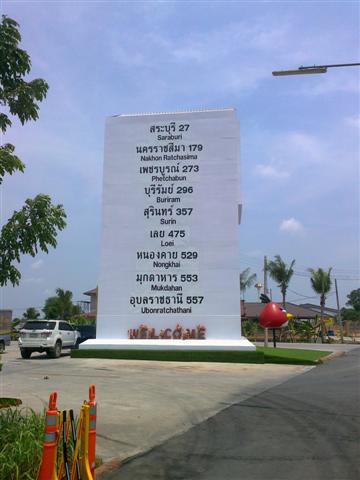 สระบุรี 27
Saraburi
นครราชสีมา 179
Nakhon Ratchasima
เพชรบูรณ์ 273
Phetchabun
บุรีรัมย์ 296
Buriram
สุรินทร์ 357
Surin
เลย 475
Loei
หนองคาย 529
Nongkhai
มุกดาหาร 553
Mukdahan
อุบลราชธานี 557
Ubonratchathani
WELCOME